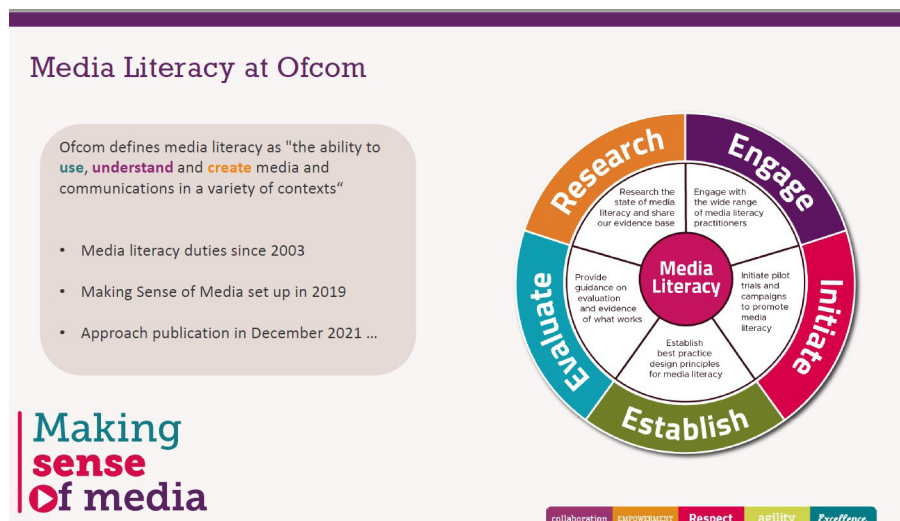 Media Literacy at Ofcom
Ofcom defines media literacy as "the ability to
use, understand and create media and
communications in a variety of contexts“
• Media literacy duties since 2003
• Making Sense of Media set up in 2019
• Approach publication in December 2021 ...
Making
sense
of media
Research
Engage
Initiate
Establish
Evaluate
Research the
state of media
literacy and share
our evidence base
Engage with
the wide range
of media literacy
practitioners
Initiate pilot
trials and
campaigns
to promote
media
literacy
Establish
best practice
design principles
for media literacy
Provide
guidance on
evaluation
and evidence
of what works
Media
Literacy
collaboration EMPOWERMENT Respect agility Excellence